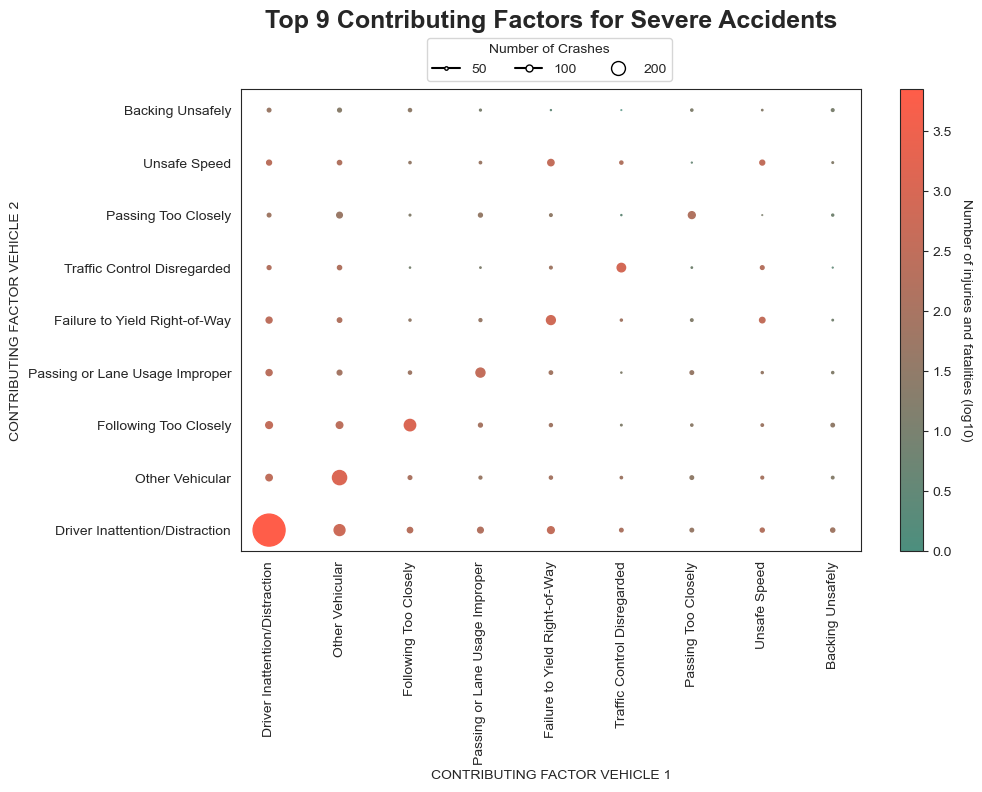 Top 9 Contributing Factors for Severe Accidents
Number of Crashes
50 100 200
CONTRIBUTING FACTOR VEHICLE 2
Backing Unsafely
Unsafe Speed
Passing Too Closely
Traffic Control Disregarded
Failure to Yield Right-of-Way
Passing or Lane Usage Improper
Following Too Closely
Other Vehicular
Driver Inattention/Distraction
Driver Inattention/Distraction
Other Vehicular
Following Too Closely
Passing or Lane Usage Improper
Failure to Yield Right-of-Way
Traffic Control Disregarded
Passing Too Closely
Unsafe Speed
Backing Unsafely
CONTRIBUTING FACTOR VEHICLE 1
3.5
3.0
2.5
2.0
1.5
1.0
0.5
0.0
Number of injuries and fatalities (log10)